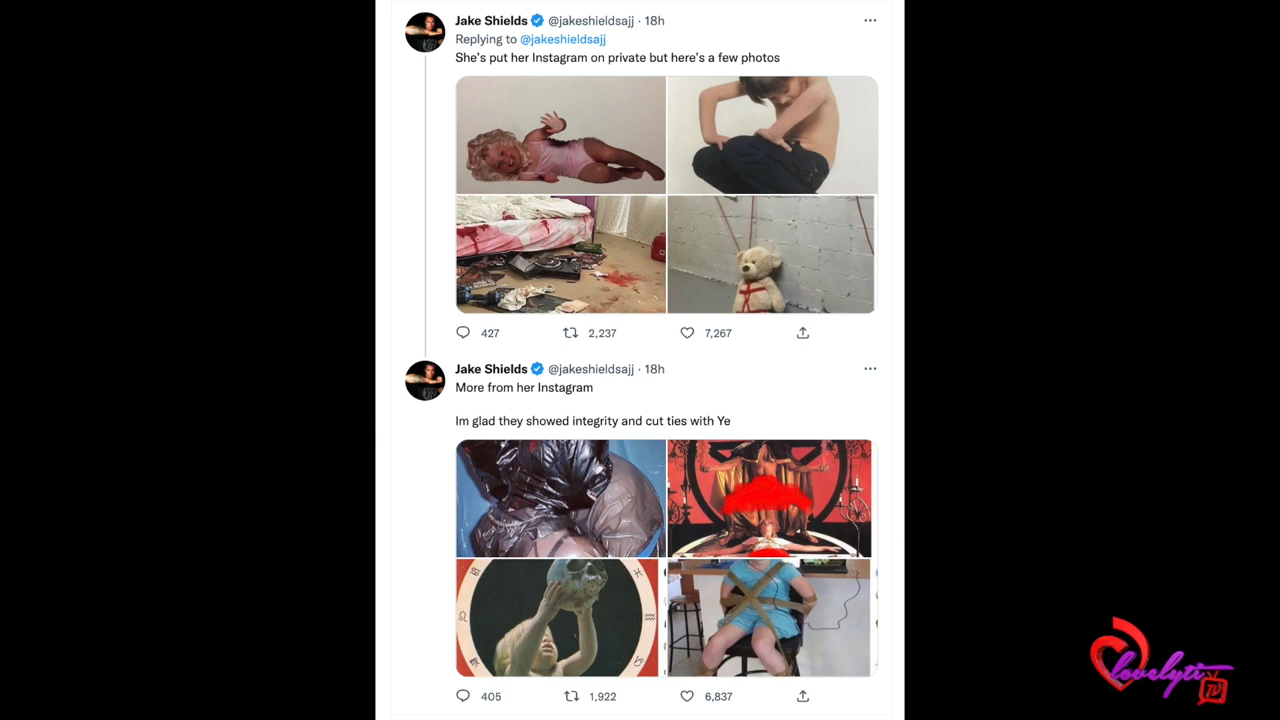 Jake Shields @jakeshieldsajj · 18h
Replying to @jakeshieldsajj
She's put her Instagram on private but here's a few photos
427 2,237 7,267
Jake Shields @jakeshieldsajj · 18h
More from her Instagram
Im glad they showed integrity and cut ties with Ye
405 1,922 6,837
lovelyti
TV